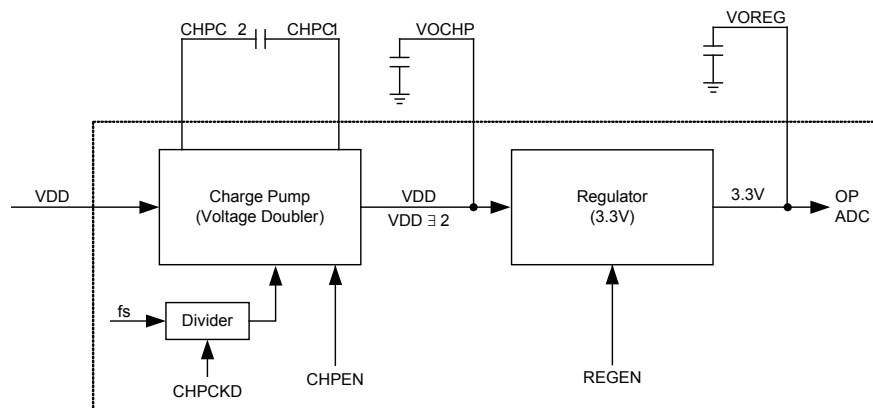 CHPC 2 CHPC1
VOCHP
VOREG
VDD
Charge Pump
(Voltage Doubler)
VDD
VDD ∃ 2
Regulator
(3.3V)
3.3V
OP
ADC
fs
Divider
CHPCKD
CHPEN
REGEN